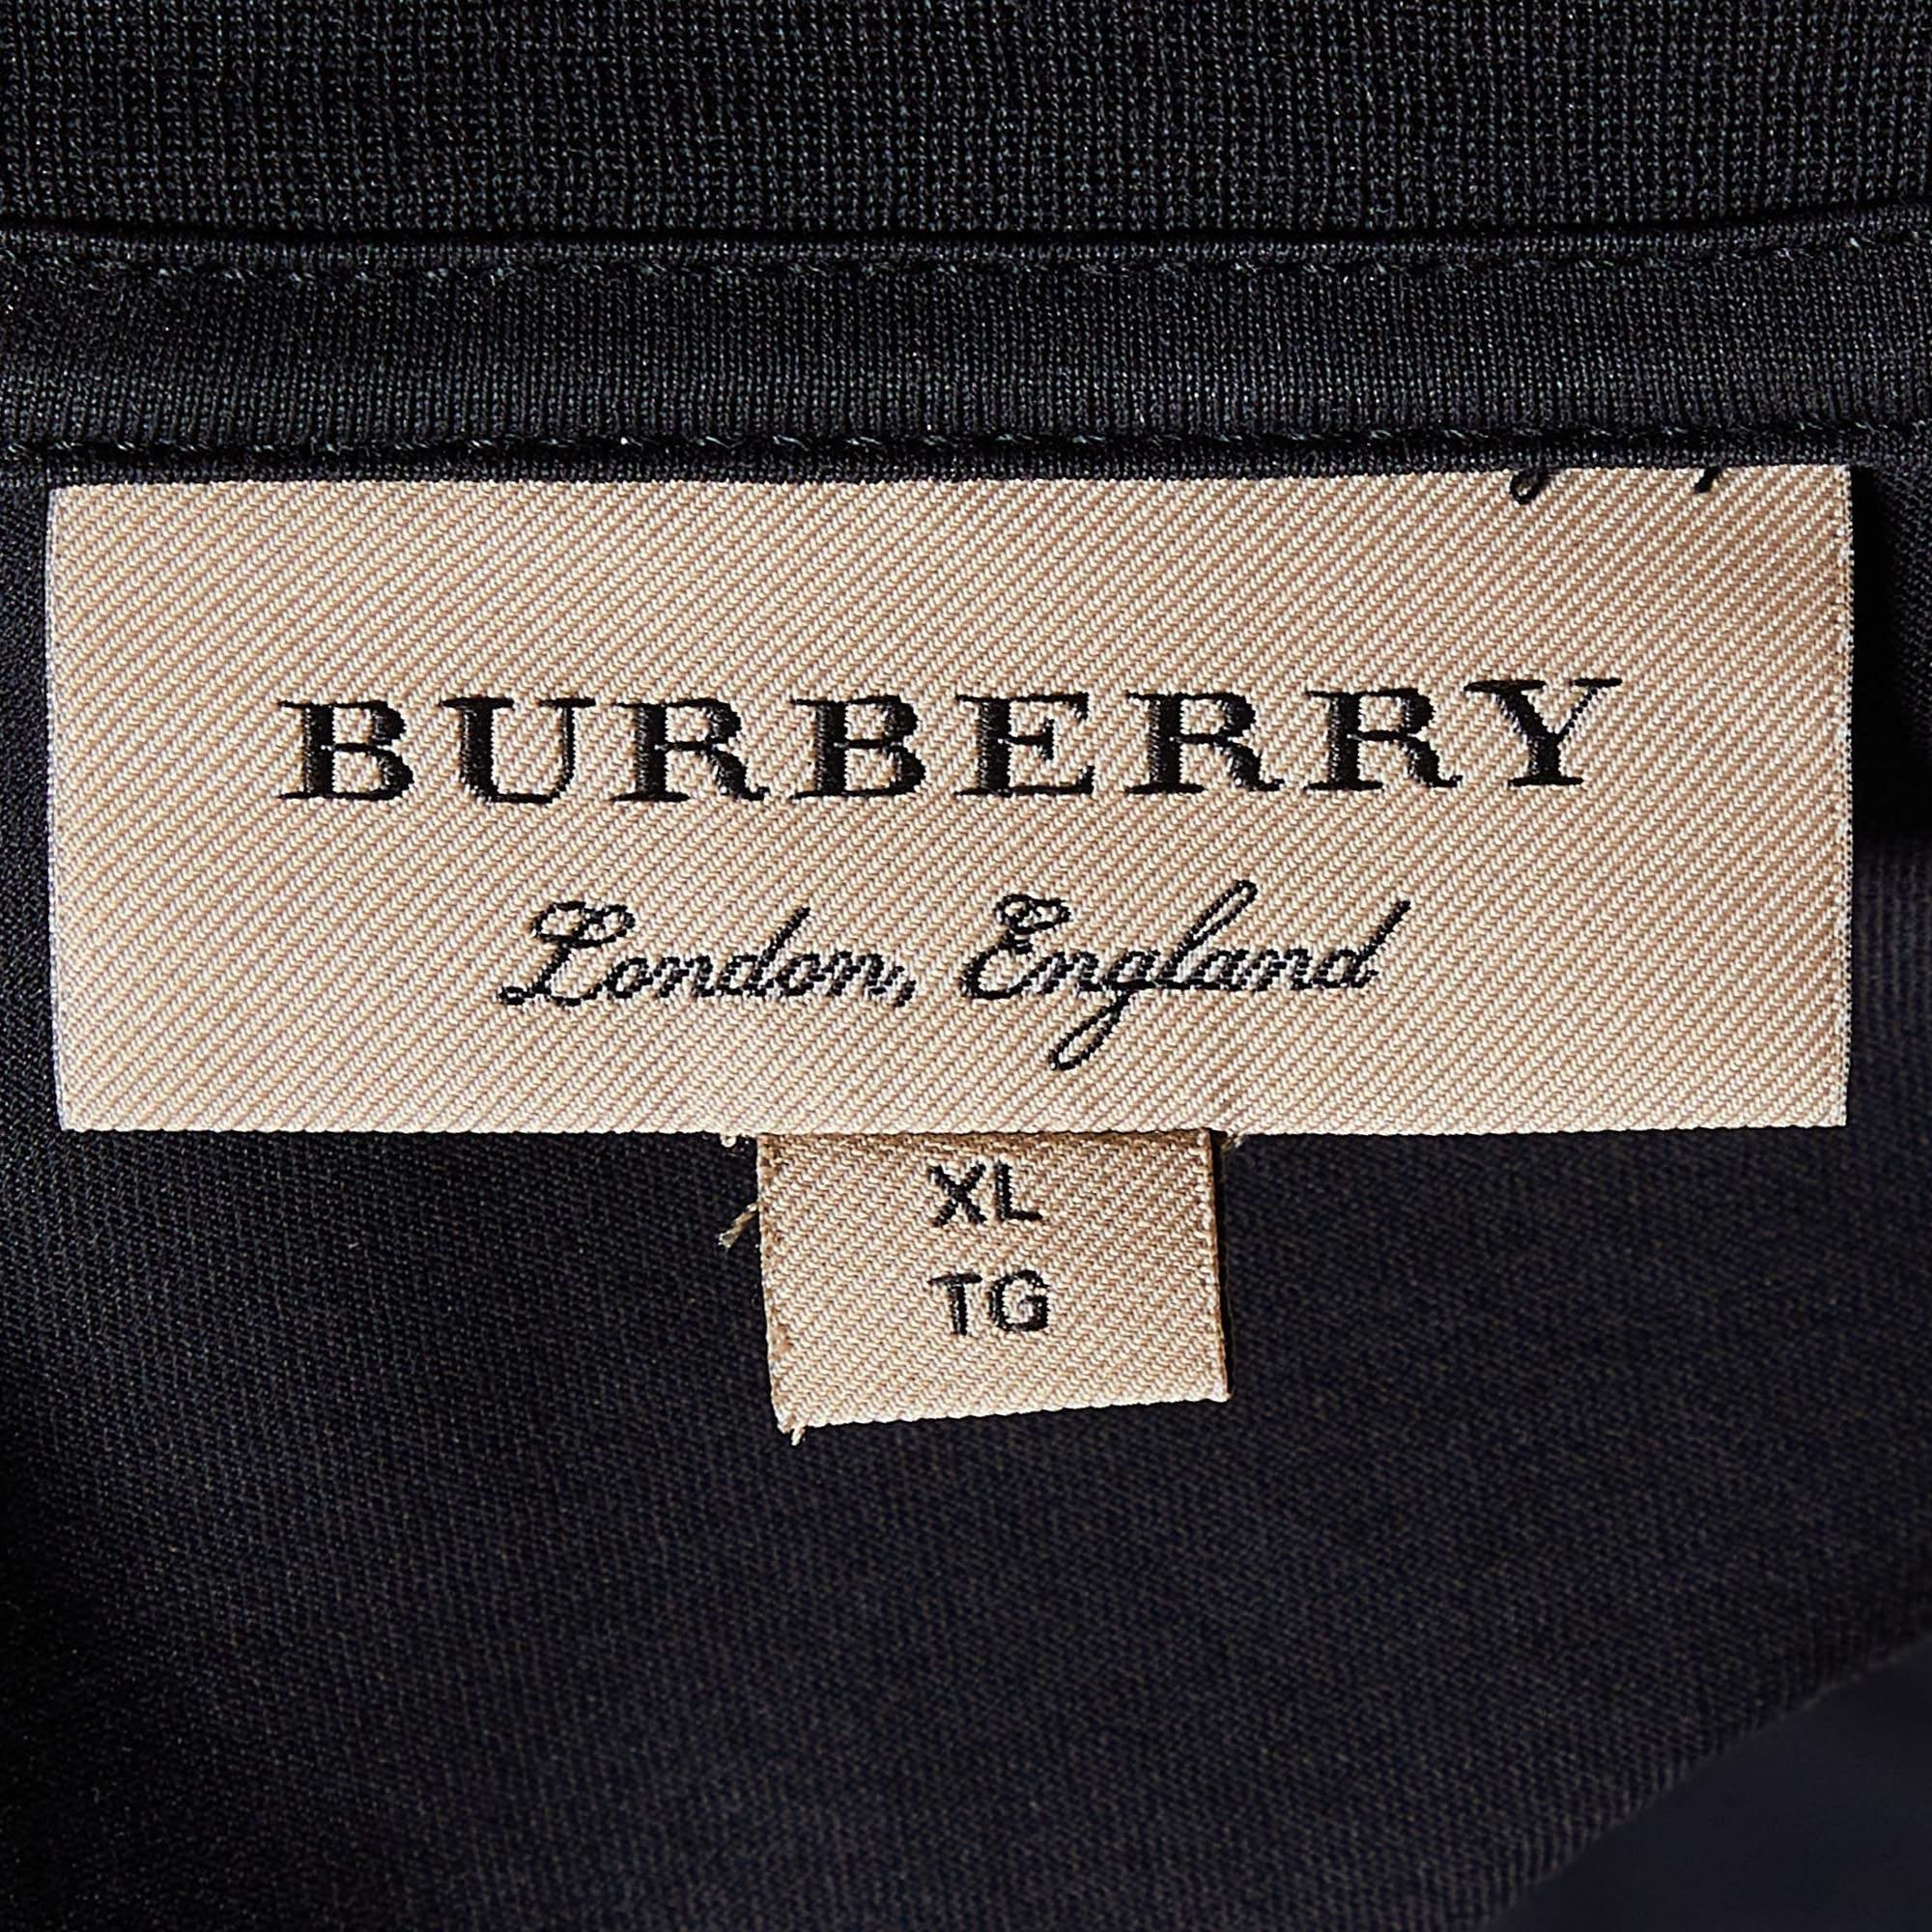 BURBERRY
London, England
XL
TG